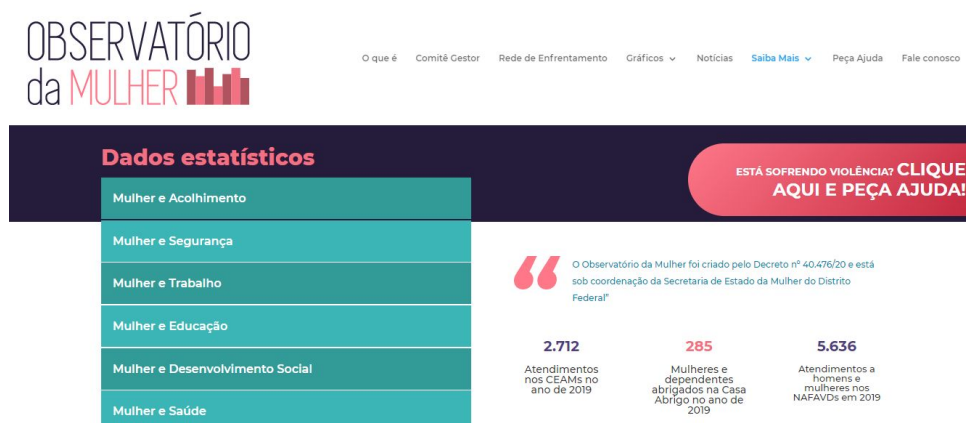 OBSERVATÓRIO
da MULHER
O que é Comitê Gestor Rede de Enfrentamento Gráficos Notícias Saiba Mais Peça Ajuda Fale conosco
Dados estatísticos
ESTÁ SOFRENDO VIOLÊNCIA? CLIQUE
AQUI E PEÇA AJUDA!
Mulher e Acolhimento
Mulher e Segurança
Mulher e Trabalho
Mulher e Educação
Mulher e Desenvolvimento Social
Mulher e Saúde
O Observatório da Mulher foi criado pelo Decreto nº 40.476/20 e está
sob coordenação da Secretaria de Estado da Mulher do Distrito
Federal"
2.712
Atendimentos
nos CEAMs no
ano de 2019
285
Mulheres e
dependentes
abrigados na Casa
Abrigo no ano de
2019
5.636
Atendimentos a
homens e
mulheres nos
NAFAVDs em 2019